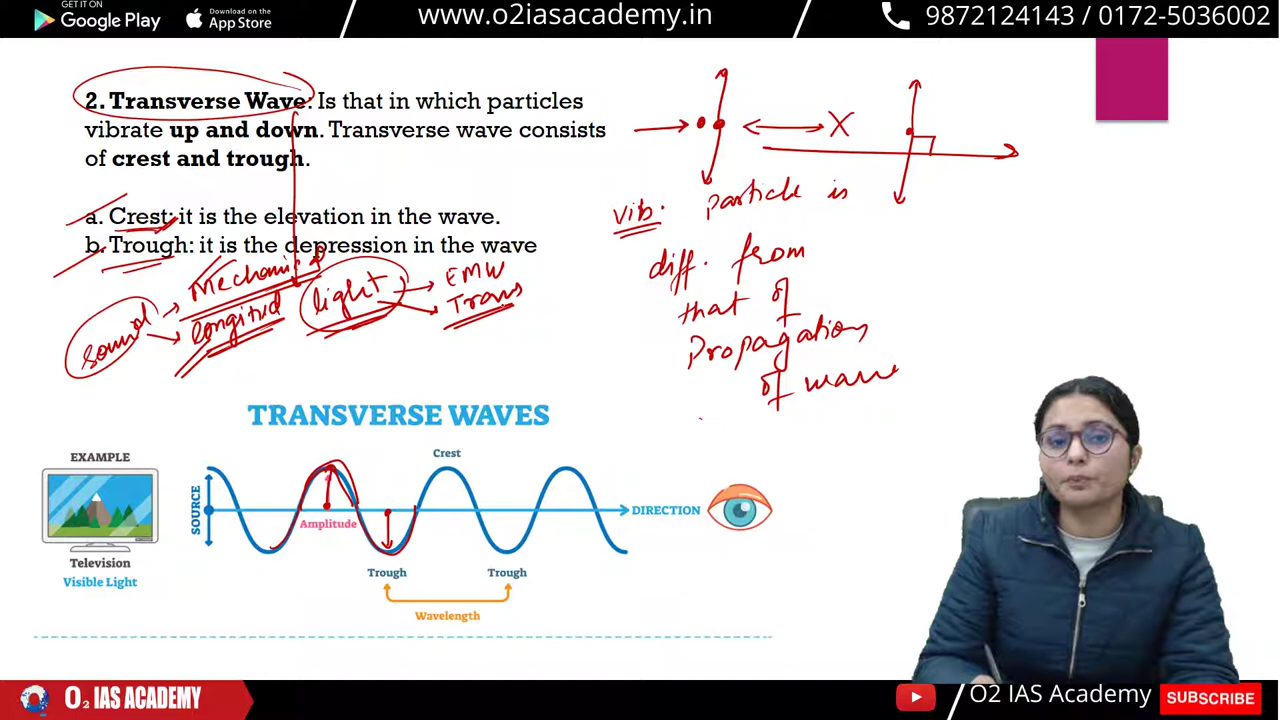 GET IT ON
Google Play
Download on the
App Store
www.o2iasacademy.in
9872124143 / 0172-5036002
2. Transverse Wave: Is that in which particles
vibrate up and down. Transverse wave consists
of crest and trough.
a. Crest: it is the elevation in the wave.
b. Trough: it is the depression in the wave
sound
Mechanical
longitud
light
EMW
Trans
X
vib. particle is
diff. from
that of
Propagation
of wave
TRANSVERSE WAVES
EXAMPLE
Television
Visible Light
SOURCE
Amplitude
Crest
DIRECTION
Trough
Trough
Wavelength
O2 IAS ACADEMY
O2 IAS Academy
SUBSCRIBE